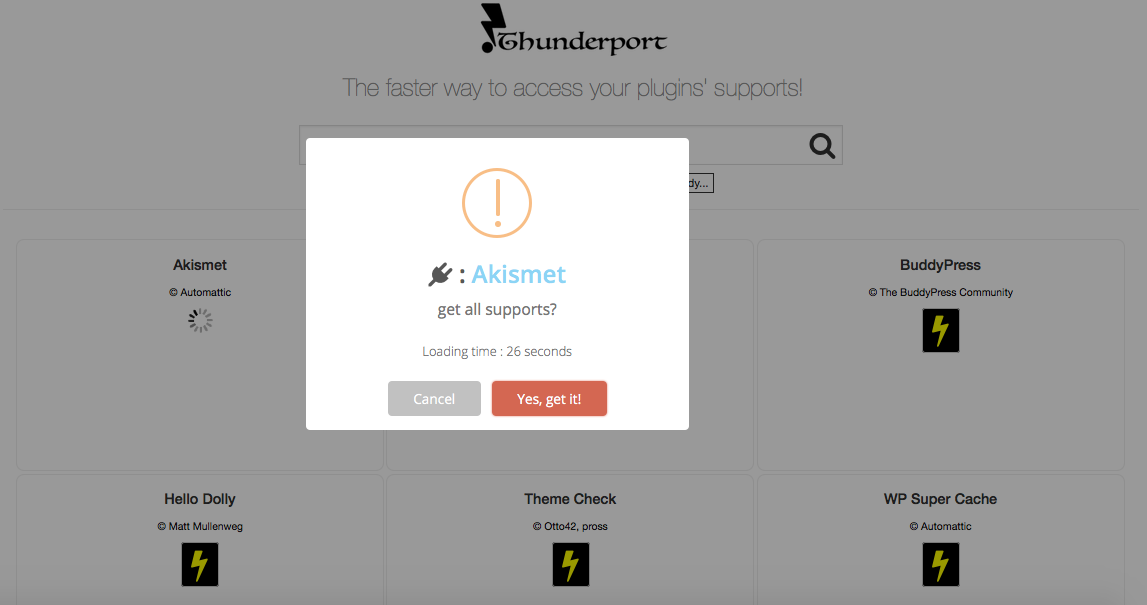 Thunderport
The faster way to access your plugins' supports!
dy...
: Akismet
get all supports?
Loading time : 26 seconds
Cancel
Yes, get it!
Akismet
© Automattic
BuddyPress
© The BuddyPress Community
Hello Dolly
© Matt Mullenweg
Theme Check
© Otto42, pross
WP Super Cache
© Automattic